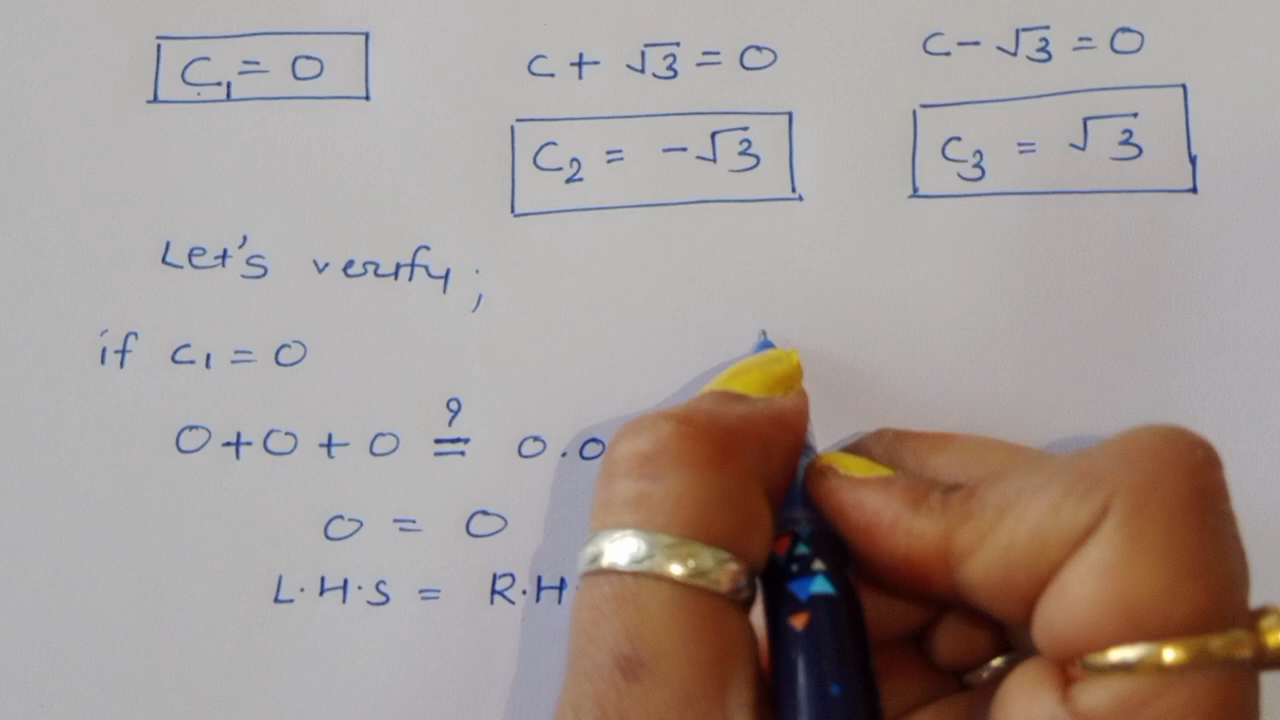 C₁ = 0
C + √3 = 0
C - √3 = 0
C₂ = -√3
C₃ = √3
Let's verify;
if C₁ = 0
0+0+0 ?= 0.0
0 = 0
L.H.S = R.H.